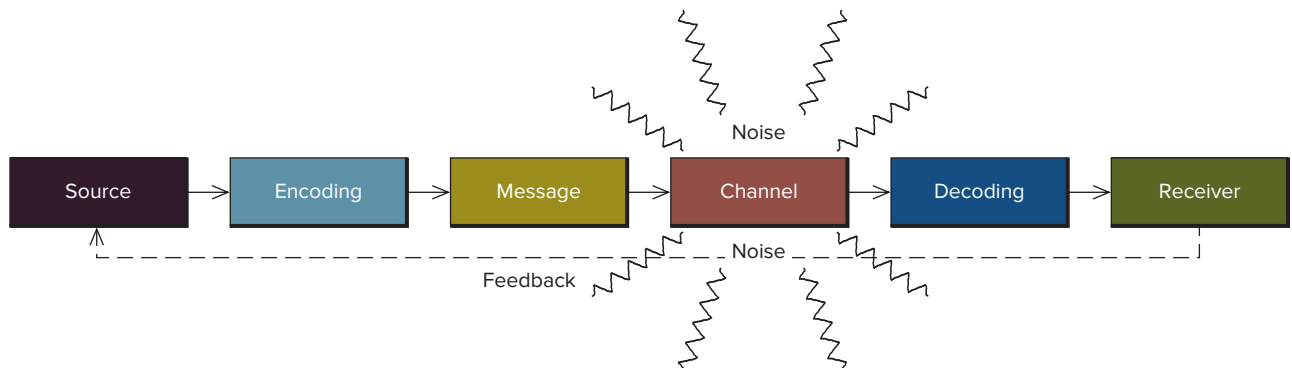 Noise
Source
Encoding
Message
Channel
Decoding
Receiver
Noise
Feedback